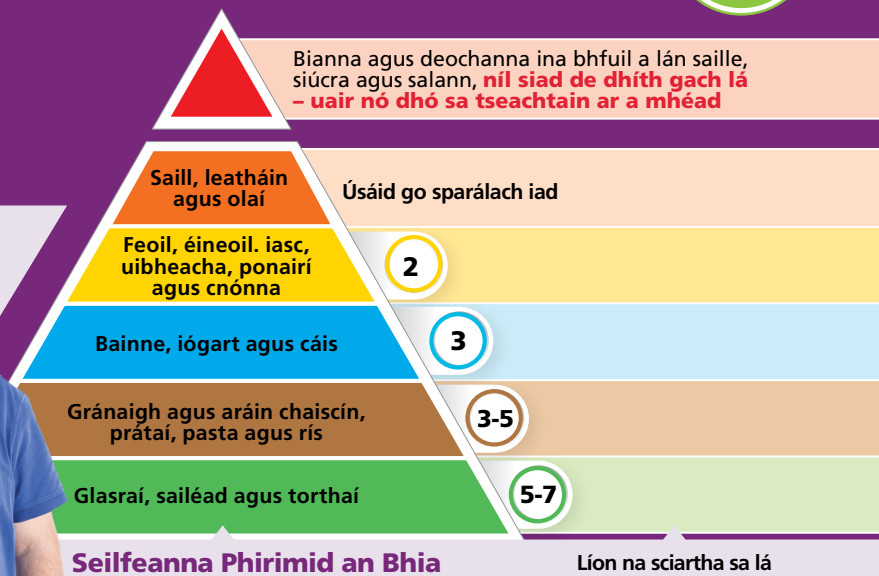 Bianna agus deochanna ina bhfuil a lán saille,
siúcra agus salann, níl siad de dhíth gach lá
– uair nó dhó sa tseachtain ar a mhéad
Saill, leatháin
agus olaí
Úsáid go sparálach iad
Feoil, éineoil. iasc,
uibheacha, ponairí
agus cnónna
2
Bainne, iógart agus cáis
3
Gránaigh agus aráin chaiscín,
prátaí, pasta agus rís
3-5
Glasraí, sailéad agus torthaí
5-7
Seilfeanna Phirimid an Bhia
Líon na sciartha sa lá